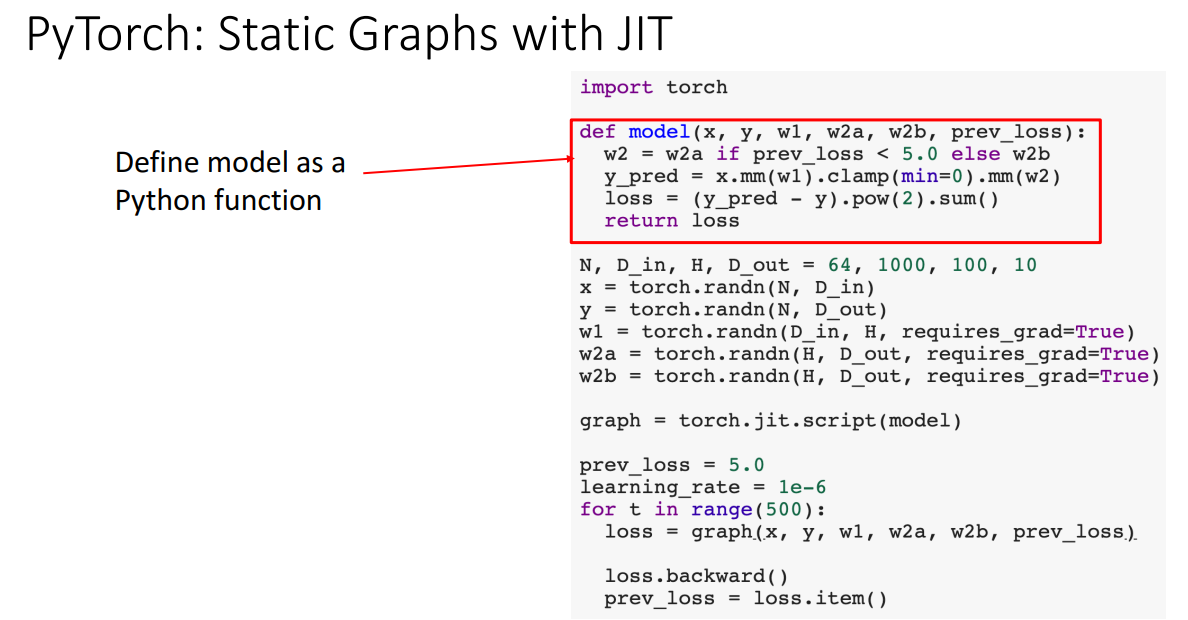 PyTorch: Static Graphs with JIT
Define model as a
Python function
import torch
def model(x, y, w1, w2a, w2b, prev_loss):
w2 = w2a if prev_loss < 5.0 else w2b
y_pred = x.mm(w1).clamp(min=0).mm(w2)
loss = (y_pred - y).pow(2).sum()
return loss
N, D_in, H, D_out = 64, 1000, 100, 10
x = torch.randn(N, D_in)
y = torch.randn(N, D_out)
w1 = torch.randn(D_in, H, requires_grad=True)
w2a = torch.randn(H, D_out, requires_grad=True)
w2b = torch.randn(H, D_out, requires_grad=True)
graph = torch.jit.script(model)
prev_loss = 5.0
learning_rate = 1e-6
for t in range(500):
loss = graph(x, y, w1, w2a, w2b, prev_loss)
loss.backward()
prev_loss = loss.item()